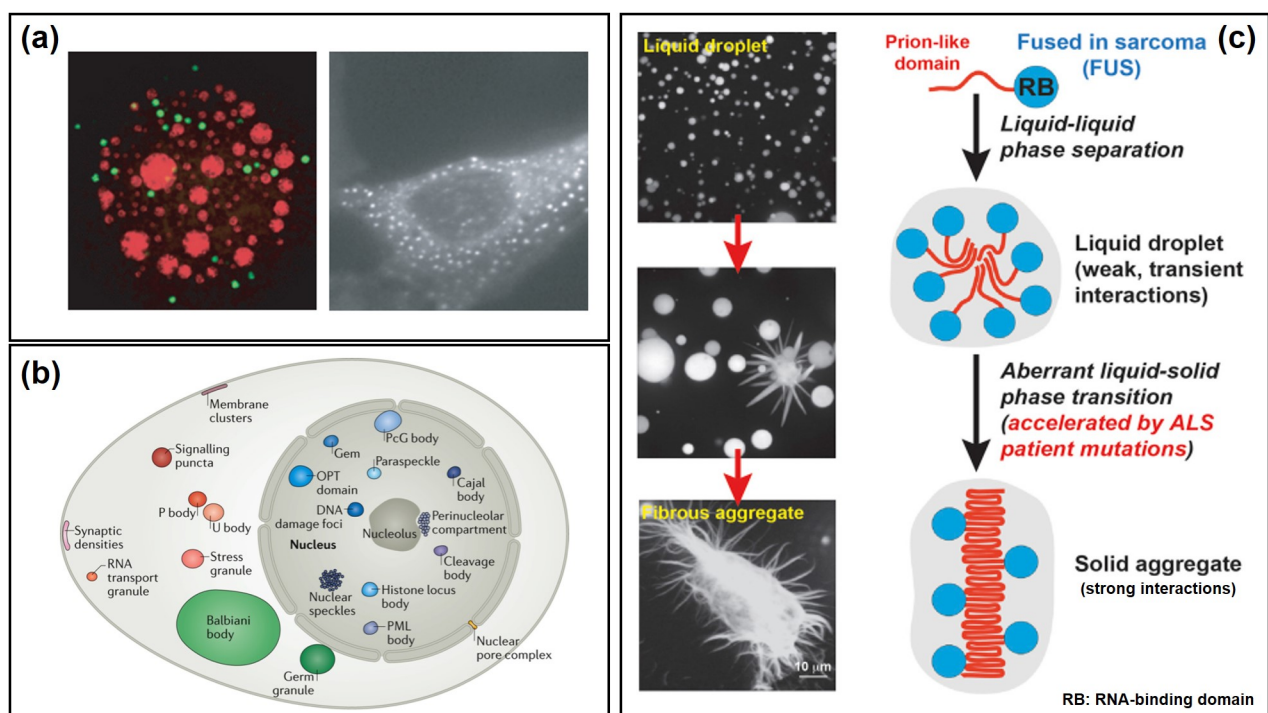 (a)
(b)
Membrane
clusters
Signalling
puncta
P body
U body
Synaptic
densities
RNA
transport
granule
Stress
granule
Balbiani
body
Germ
granule
PcG body
Gem
Paraspeckle
OPT
domain
Cajal
body
DNA
damage foci
Nucleus
Nucleolus
Perinucleolar
compartment
Cleavage
body
Nuclear
speckles
Histone locus
body
PML
body
Nuclear
pore complex
(c)
Liquid droplet
Fibrous aggregate
10 μm
Prion-like
domain
Fused in sarcoma
(FUS)
RB
Liquid-liquid
phase separation
Liquid droplet
(weak, transient
interactions)
Aberrant liquid-solid
phase transition
(accelerated by ALS
patient mutations)
Solid aggregate
(strong interactions)
RB: RNA-binding domain